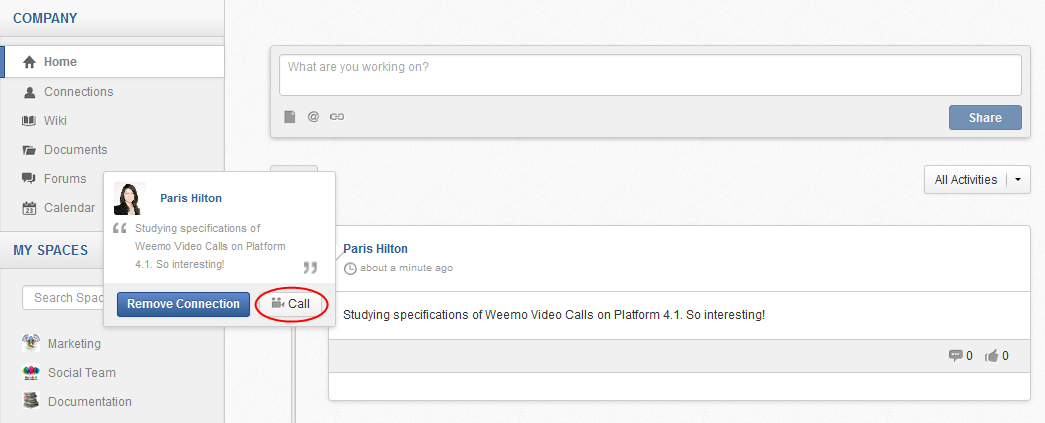 COMPANY
Home
Connections
Wiki
Documents
Forums
23 Calendar
MY SPACES
Search Spac
Marketing
Social Team
Documentation
Paris Hilton
“ Studying specifications of
Weemo Video Calls on Platform
4.1. So interesting! ”
Remove Connection
Call
What are you working on?
@
Share
All Activities
Paris Hilton
about a minute ago
Studying specifications of Weemo Video Calls on Platform 4.1. So interesting!
0 0